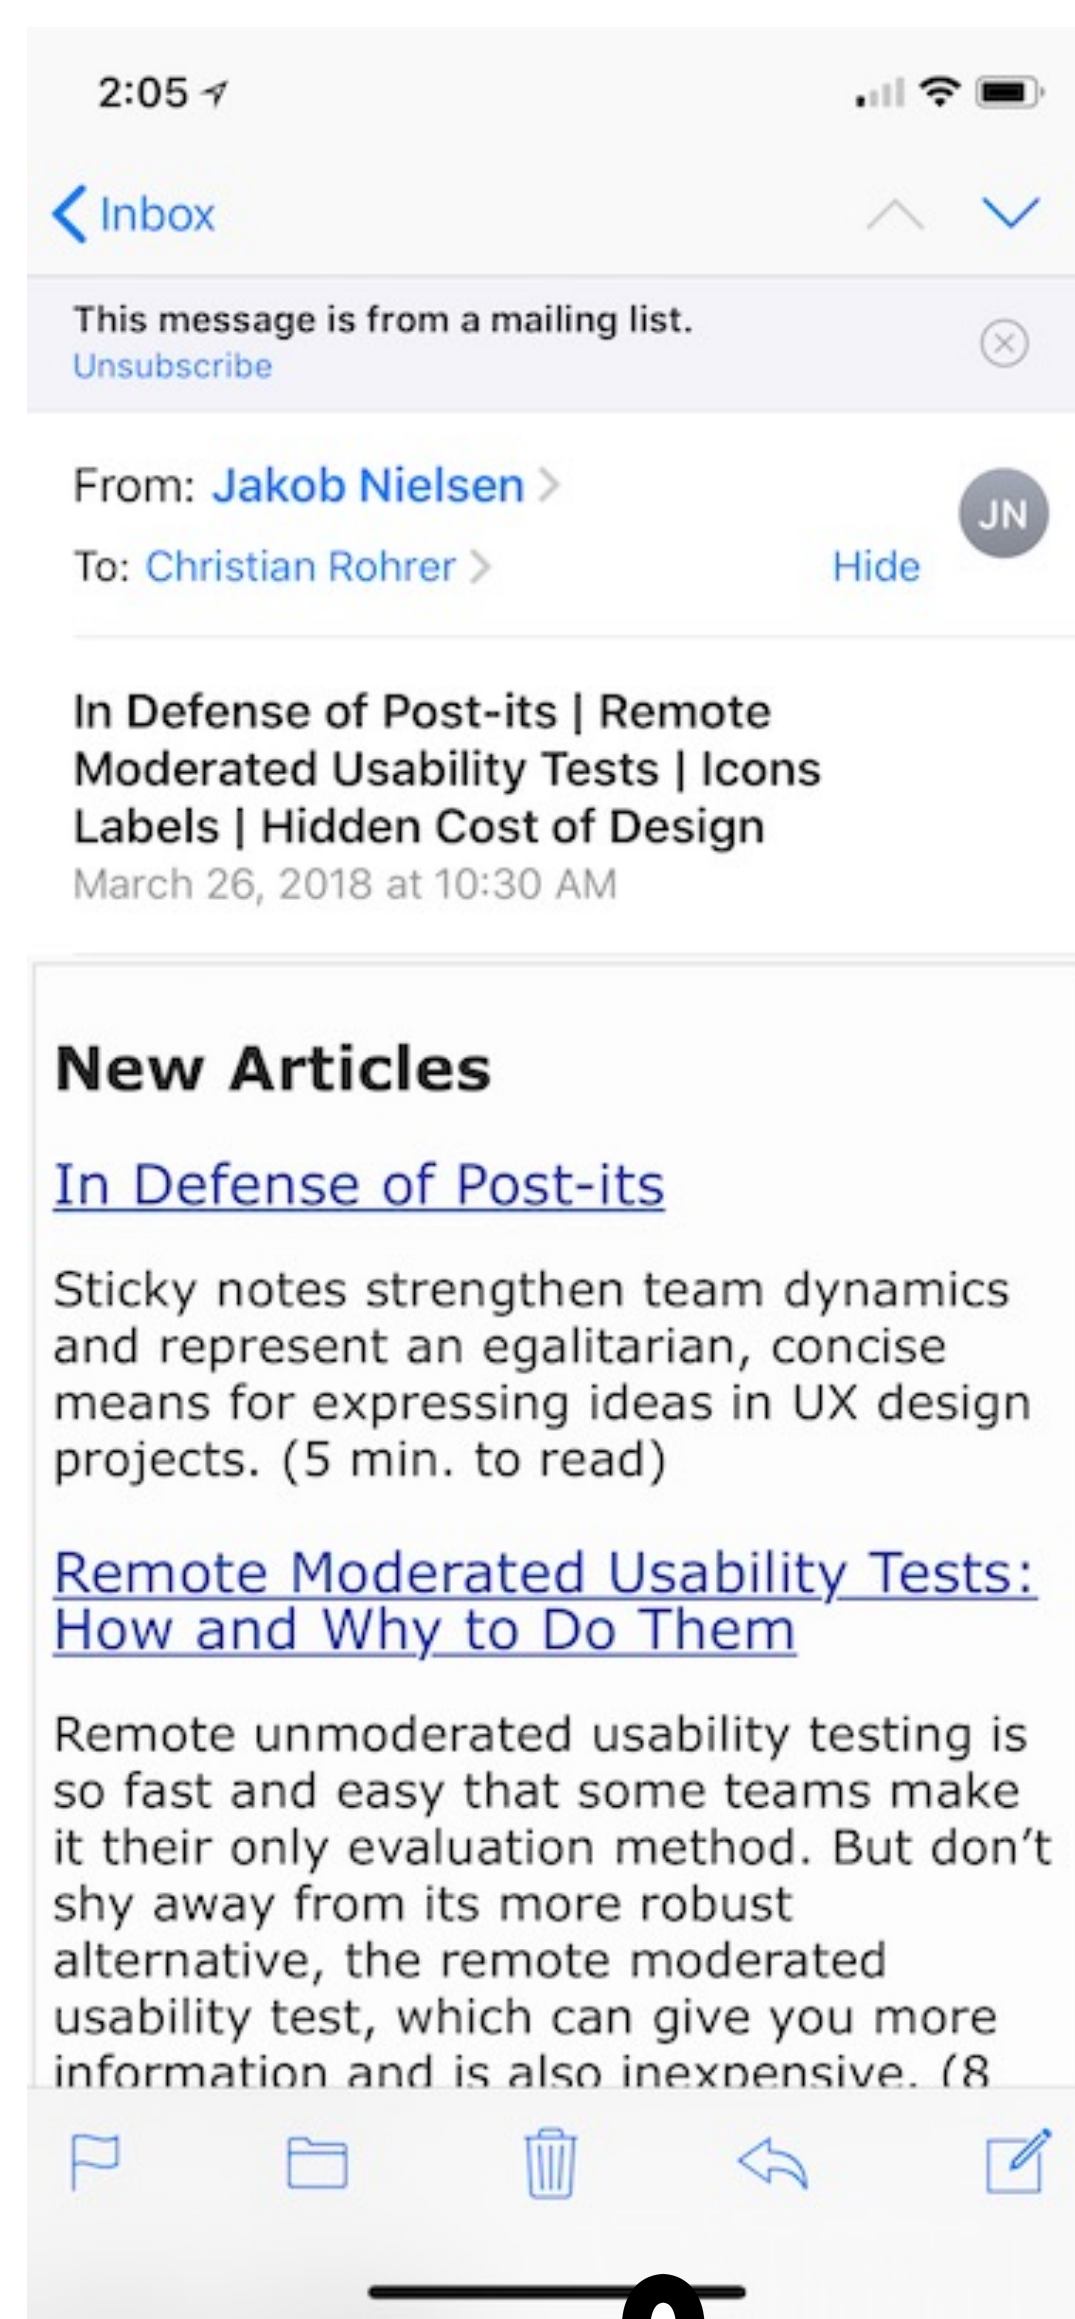 2:05
Inbox
This message is from a mailing list.
Unsubscribe
From: Jakob Nielsen
JN
To: Christian Rohrer
Hide
In Defense of Post-its | Remote
Moderated Usability Tests | Icons
Labels | Hidden Cost of Design
March 26, 2018 at 10:30 AM
New Articles
In Defense of Post-its
Sticky notes strengthen team dynamics
and represent an egalitarian, concise
means for expressing ideas in UX design
projects. (5 min. to read)
Remote Moderated Usability Tests:
How and Why to Do Them
Remote unmoderated usability testing is
so fast and easy that some teams make
it their only evaluation method. But don’t
shy away from its more robust
alternative, the remote moderated
usability test, which can give you more
information and is also inexpensive. (8